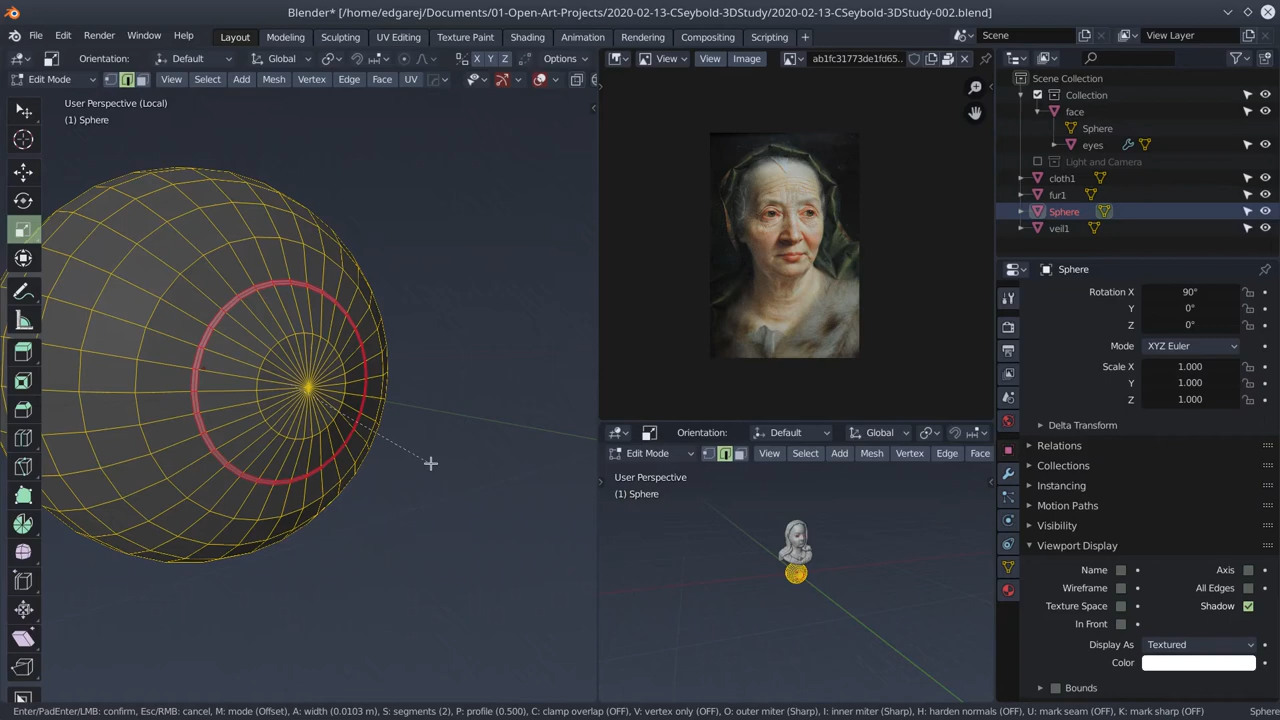 Blender* [/home/edgarej/Documents/01-Open-Art-Projects/2020-02-13-CSeybold-3DStudy/2020-02-13-CSeybold-3DStudy-002.blend]
File Edit Render Window Help Layout Modeling Sculpting UV Editing Texture Paint Shading Animation Rendering Compositing Scripting + Scene View Layer
Orientation: Default Global X Y Z Options
View View Image ab1fc31773de1fd65..
Edit Mode View Select Add Mesh Vertex Edge Face UV
User Perspective (Local)
(1) Sphere
Scene Collection
Collection
face
Sphere
eyes
Light and Camera
cloth1
fur1
Sphere
veil1
Sphere
Rotation X 90°
Y 0°
Z 0°
Mode XYZ Euler
Scale X 1.000
Y 1.000
Z 1.000
Delta Transform
Relations
Collections
Instancing
Motion Paths
Visibility
Viewport Display
Name Axis
Wireframe All Edges
Texture Space Shadow
In Front
Display As Textured
Color
Bounds
Orientation: Default Global
Edit Mode View Select Add Mesh Vertex Edge Face
User Perspective
(1) Sphere
Enter/PadEnter/LMB: confirm, Esc/RMB: cancel, M: mode (Offset), A: width (0.0103 m), S: segments (2), P: profile (0.500), C: clamp overlap (OFF), V: vertex only (OFF), O: outer miter (Sharp), I: inner miter (Sharp), H: harden normals (OFF), U: mark seam (OFF), K: mark sharp (OFF) Sphere